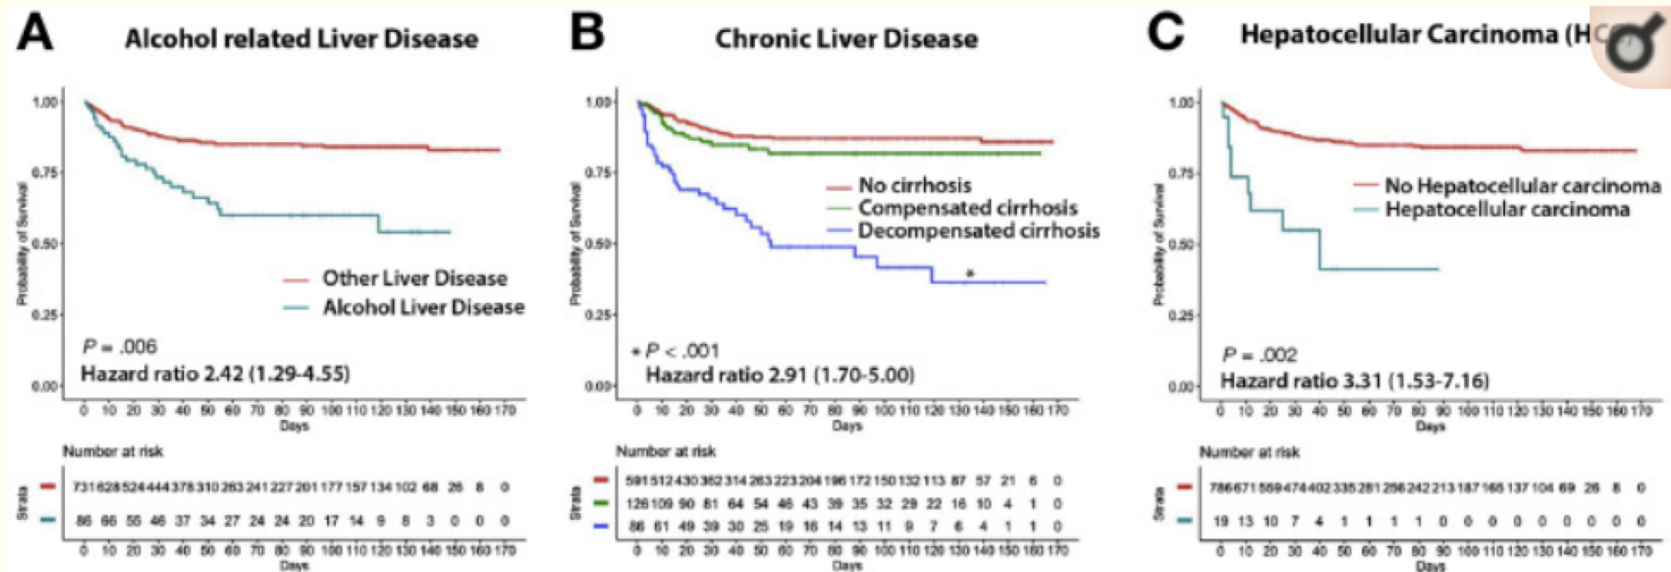 A Alcohol related Liver Disease
Probability of Survival
1.00
0.75
0.50
0.25
0.00
Other Liver Disease
Alcohol Liver Disease
P = .006
Hazard ratio 2.42 (1.29-4.55)
0 10 20 30 40 50 60 70 80 90 100 110 120 130 140 150 160 170
Days
Number at risk
Strata
731 628 524 444 378 310 263 241 227 201 177 157 134 102 68 26 8 0
86 66 55 46 37 34 27 24 24 20 17 14 9 8 3 0 0 0
0 10 20 30 40 50 60 70 80 90 100 110 120 130 140 150 160 170
Days
B Chronic Liver Disease
Probability of Survival
1.00
0.75
0.50
0.25
0.00
No cirrhosis
Compensated cirrhosis
Decompensated cirrhosis
*
* P < .001
Hazard ratio 2.91 (1.70-5.00)
0 10 20 30 40 50 60 70 80 90 100 110 120 130 140 150 160 170
Days
Number at risk
Strata
591 512 430 362 314 263 223 204 196 172 150 132 113 87 57 21 6 0
126 109 90 81 64 54 46 43 39 35 32 29 22 16 10 4 1 0
86 61 49 39 30 25 19 16 14 13 11 9 7 6 4 1 1 0
0 10 20 30 40 50 60 70 80 90 100 110 120 130 140 150 160 170
Days
C Hepatocellular Carcinoma
Probability of Survival
1.00
0.75
0.50
0.25
0.00
No Hepatocellular carcinoma
Hepatocellular carcinoma
P = .002
Hazard ratio 3.31 (1.53-7.16)
0 10 20 30 40 50 60 70 80 90 100 110 120 130 140 150 160 170
Days
Number at risk
Strata
786 671 569 474 402 335 281 256 242 213 187 165 137 104 69 26 8 0
19 13 10 7 4 1 1 1 1 0 0 0 0 0 0 0 0 0
0 10 20 30 40 50 60 70 80 90 100 110 120 130 140 150 160 170
Days